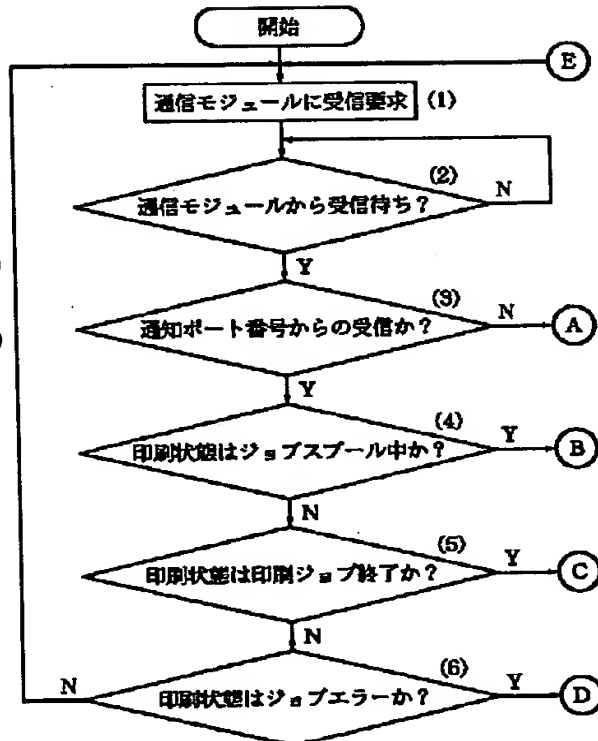 開始
E
通信モジュールに受信要求 (1)
(2)
通信モジュールから受信待ち？ N
Y
(3)
通知ポート番号からの受信か？ N A
Y
(4)
印刷状態はジョブスプール中か？ Y B
N
(5)
印刷状態は印刷ジョブ終了か？ Y C
N
(6)
N 印刷状態はジョブエラーか？ Y D